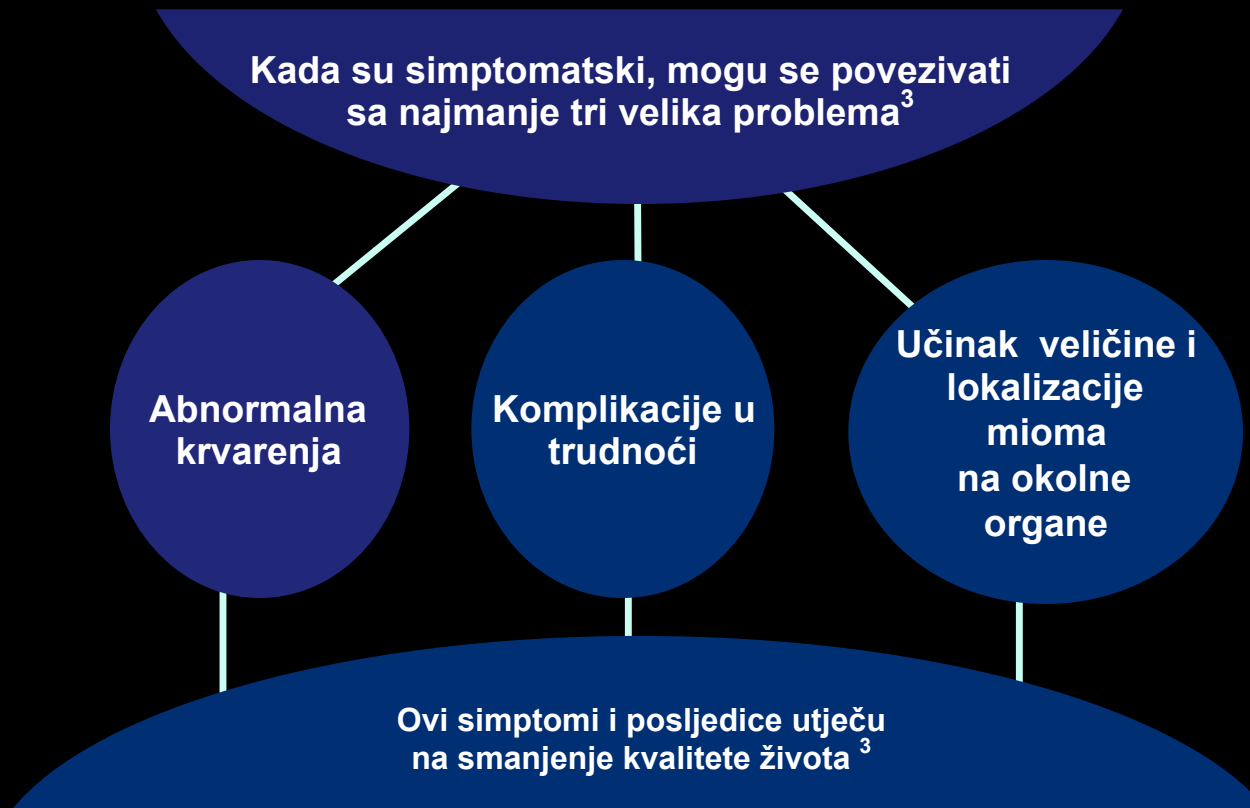 Kada su simptomatski, mogu se povezivati
sa najmanje tri velika problema³
Abnormalna
krvarenja
Komplikacije u
trudnoći
Učinak  veličine i
lokalizacije
mioma
na okolne
organe
Ovi simptomi i posljedice utječu
na smanjenje kvalitete života ³